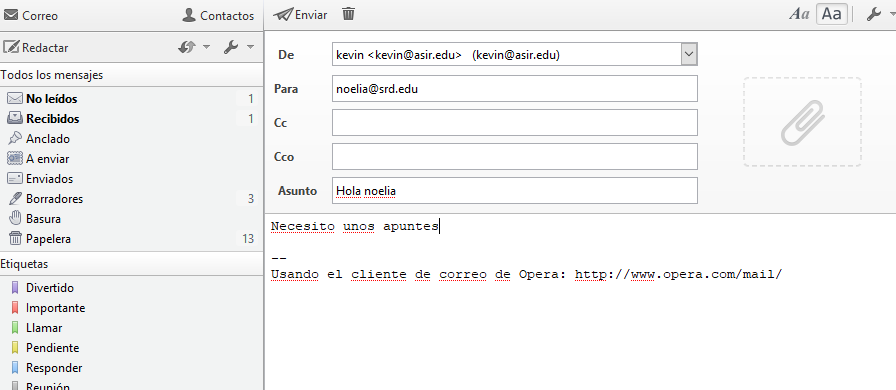 Correo
Contactos
Redactar
Todos los mensajes
No leídos 1
Recibidos 1
Anclado
A enviar
Enviados
Borradores 3
Basura
Papelera 13
Etiquetas
Divertido
Importante
Llamar
Pendiente
Responder
Reunión
Enviar
Aa Aa
De kevin <kevin@asir.edu> (kevin@asir.edu)
Para noelia@srd.edu
Cc
Cco
Asunto Hola noelia
Necesito unos apuntes
--
Usando el cliente de correo de Opera: http://www.opera.com/mail/